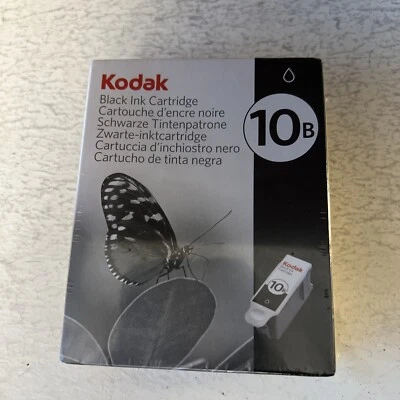 Kodak
Black Ink Cartridge
Cartouche d'encre noire
Schwarze Tintenpatrone
Zwarte-inktcartridge
Cartuccia d'inchiostro nero
Cartucho de tinta negra
10B
Kodak
10B